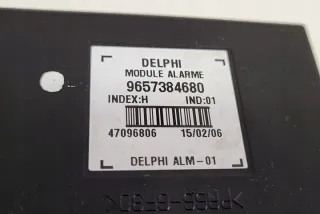 DELPHI
MODULE ALARME
9657384680
INDEX:H IND:01
47096806 15/02/06
DELPHI ALM-01